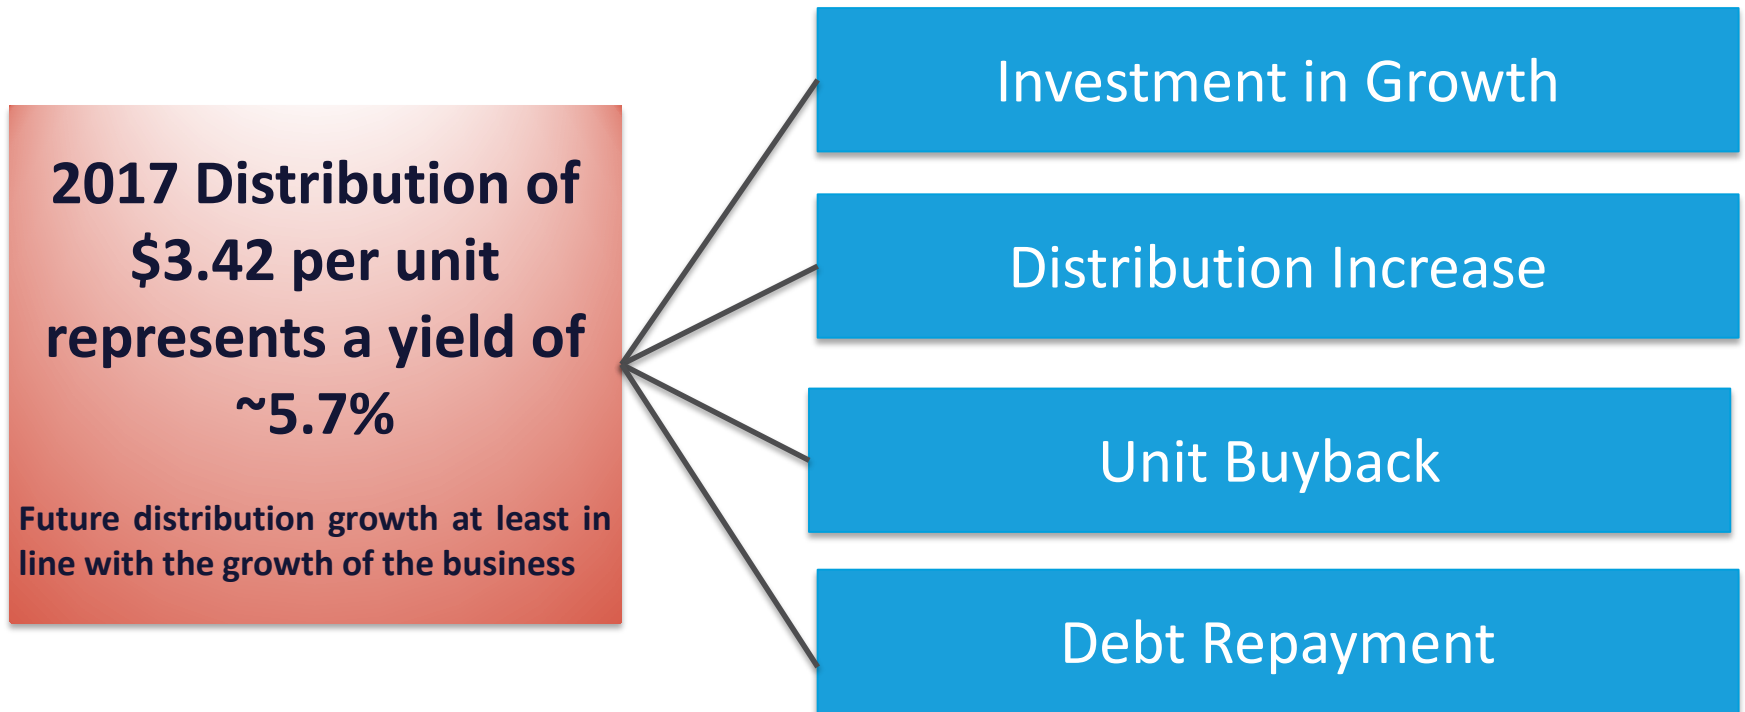 2017 Distribution of
$3.42 per unit
represents a yield of
~5.7%
Future distribution growth at least in
line with the growth of the business
Investment in Growth
Distribution Increase
Unit Buyback
Debt Repayment